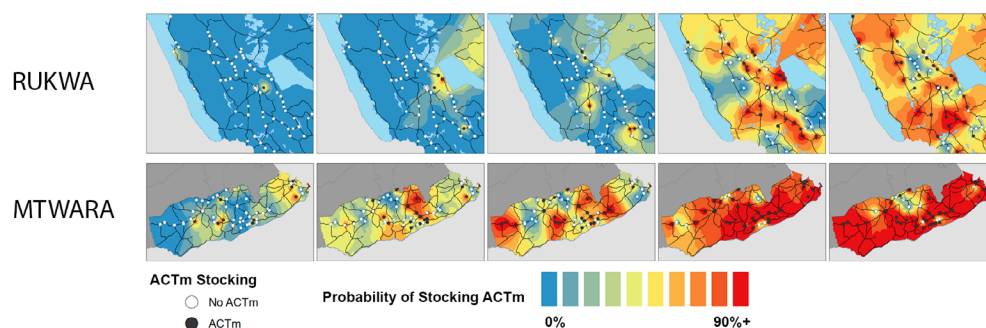 RUKWA
MTWARA
ACTm Stocking
No ACTm
ACTm
Probability of Stocking ACTm
0%
90%+